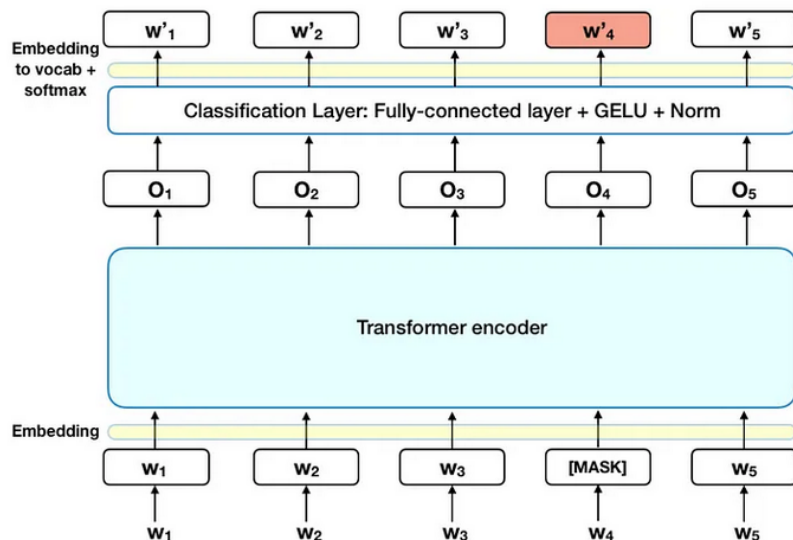 w'₁ w'₂ w'₃ w'₄ w'₅
Embedding
to vocab +
softmax
Classification Layer: Fully-connected layer + GELU + Norm
O₁ O₂ O₃ O₄ O₅
Transformer encoder
Embedding
W₁ W₂ W₃ [MASK] W₅
W₁ W₂ W₃ W₄ W₅